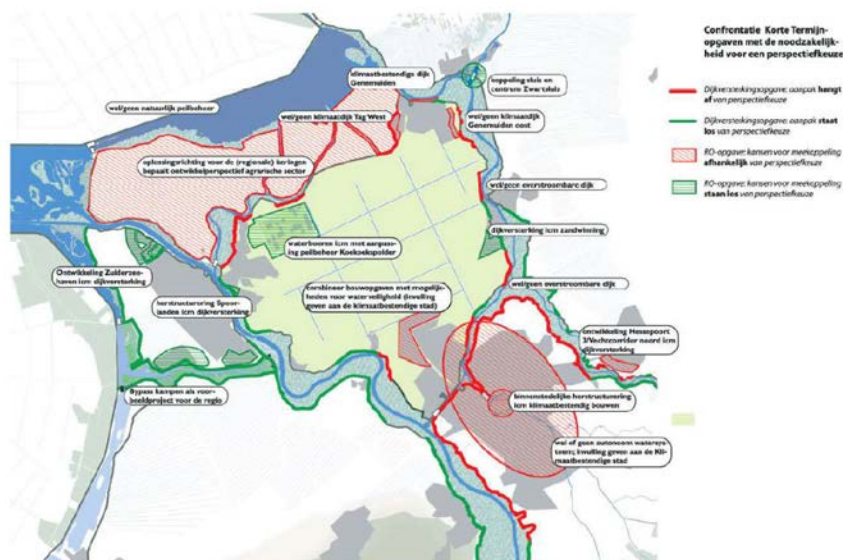 Confrontatie Korte Termijn-
opgaven met de noodzakelijk-
heid voor een perspectiefkeuze
Dijkversterkingsopgave: aanpak hangt
af van perspectiefkeuze
Dijkversterkingsopgave: aanpak staat
los van perspectiefkeuze
RO-opgave: kansen voor meekoppeling
afhankelijk van perspectiefkeuze
RO-opgave: kansen voor meekoppeling
staan los van perspectiefkeuze
klimaatbestendige dijk
Genemuiden
koppeling sluis en
centrum Zwartsluis
wel/geen natuurlijk peilbeheer
wel/geen klimaatdijk Tag West
wel/geen klimaatdijk
Genemuiden oost
oplossingsrichting voor de (regionale) keringen
bepaalt ontwikkelperspectief agrarische sector
wel/geen overstroombare dijk
waterboeren icm met aanpas-
sing peilbeheer Koekoekspolder
dijkversterking icm zandwinning
Ontwikkeling Zuiderzee-
haven icm dijkversterking
wel/geen overstroombare dijk
herstructurering Spoor-
landen icm dijkversterking
combineer bouwopgaven met mogelijk-
heden voor waterveiligheid (invulling
geven aan de klimaatbestendige stad)
ontwikkeling Hessenpoort
3/Vechtcorridor noord icm
dijkversterking
Bypass kampen als voor-
beeldproject voor de regio
binnenstedelijke herstructurering
icm klimaatbestendig bouwen
wel of geen autonoom watersys-
teem; invulling geven aan de Kli-
maatbestendige stad